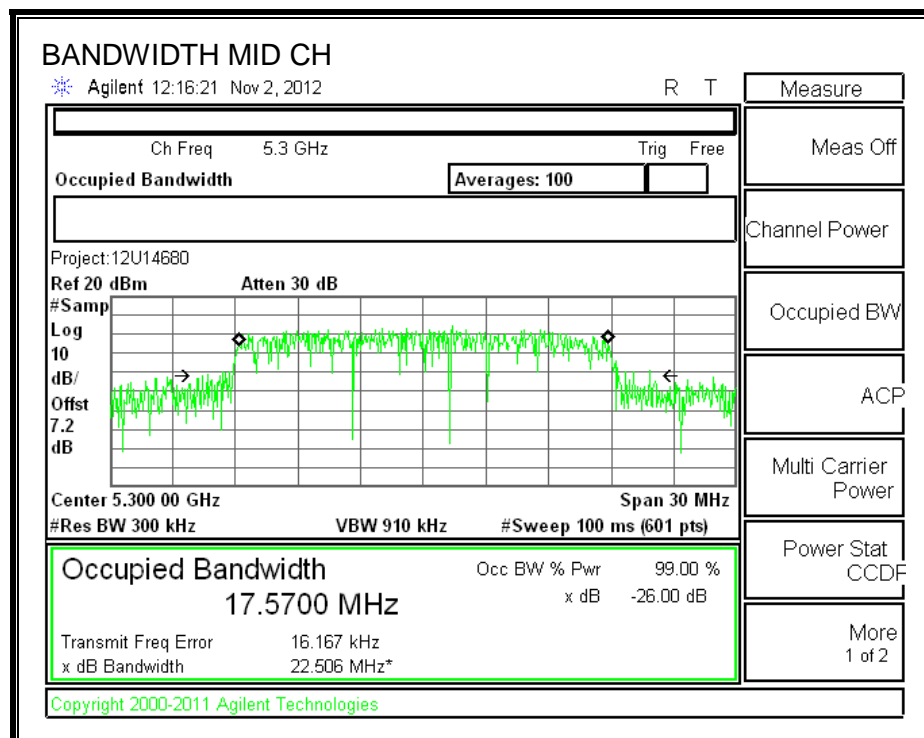 BANDWIDTH MID CH
Agilent 12:16:21 Nov 2, 2012 R T
Measure
Ch Freq 5.3 GHz Trig Free
Meas Off
Occupied Bandwidth Averages: 100
Channel Power
Project:12U14680
Ref 20 dBm Atten 30 dB
#Samp
Log
10
dB/
Offst
7.2
dB
Occupied BW
ACP
Multi Carrier
Power
Center 5.300 00 GHz Span 30 MHz
#Res BW 300 kHz VBW 910 kHz #Sweep 100 ms (601 pts)
Power Stat
CCDF
Occupied Bandwidth Occ BW % Pwr 99.00 %
17.5700 MHz x dB -26.00 dB
Transmit Freq Error 16.167 kHz
x dB Bandwidth 22.506 MHz*
More
1 of 2
Copyright 2000-2011 Agilent Technologies